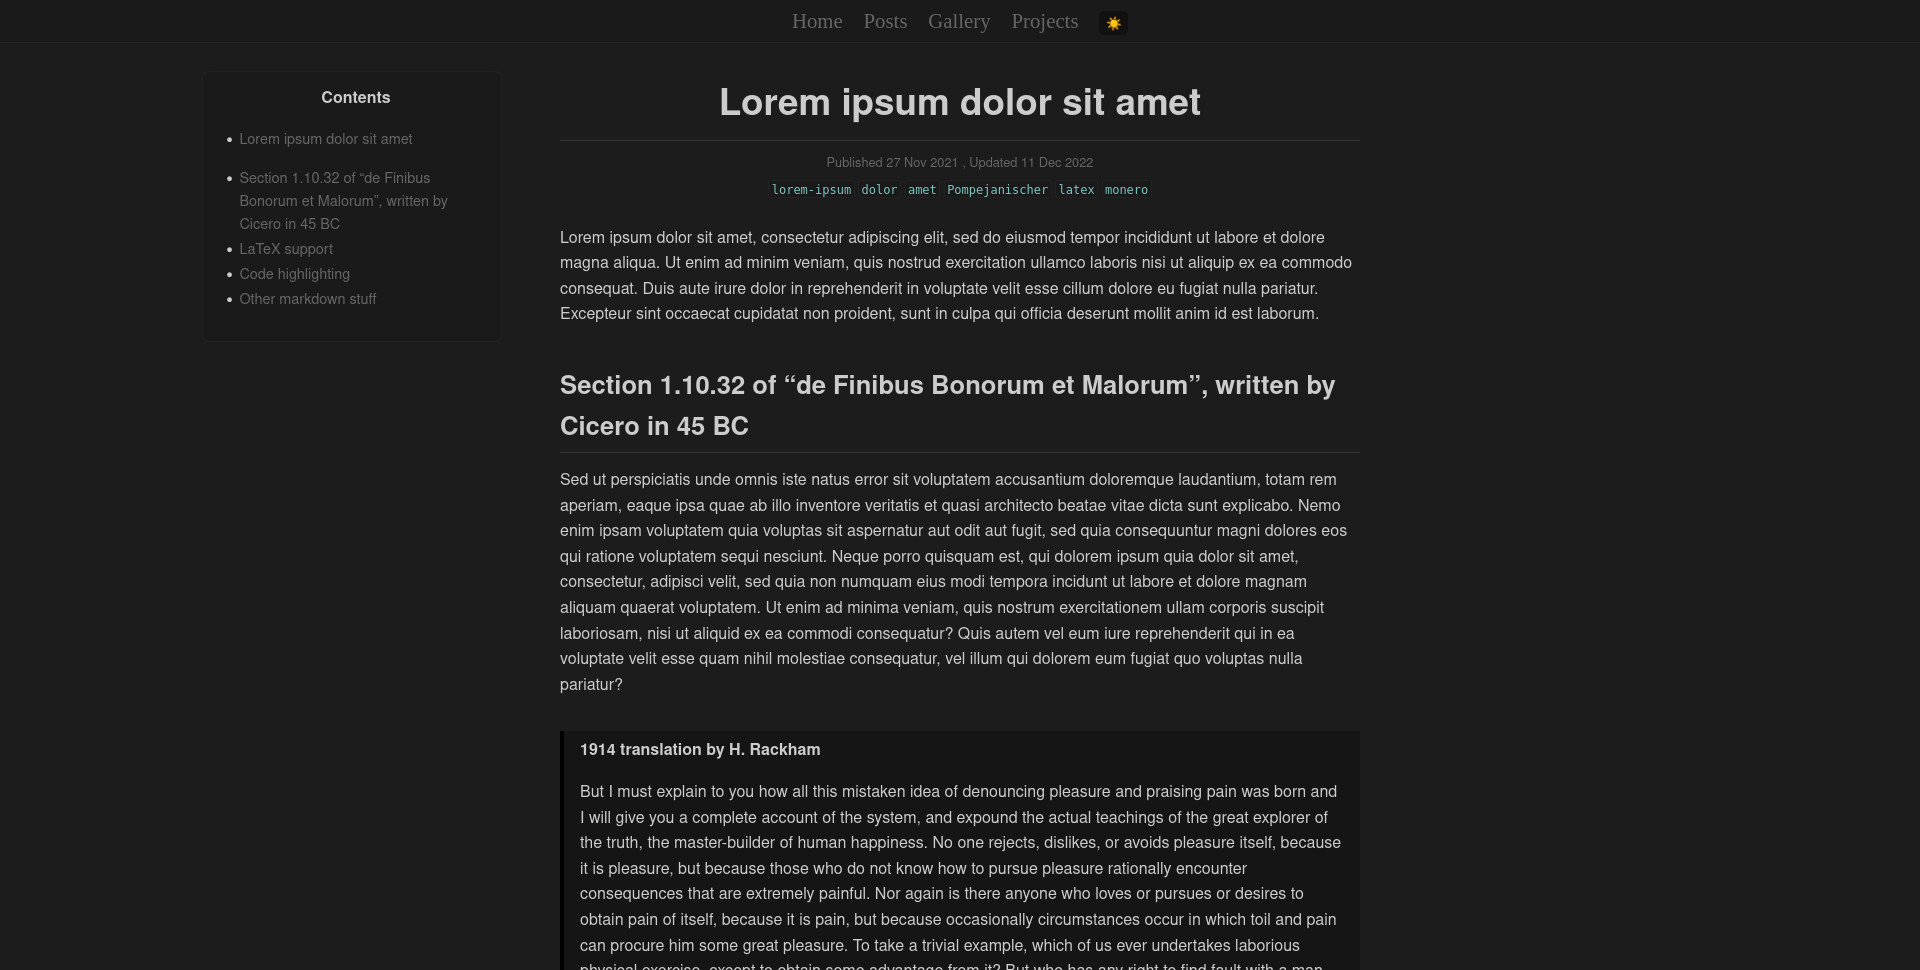 Home Posts Gallery Projects
Contents
Lorem ipsum dolor sit amet
Section 1.10.32 of “de Finibus
Bonorum et Malorum”, written by
Cicero in 45 BC
LaTeX support
Code highlighting
Other markdown stuff
Lorem ipsum dolor sit amet
Published 27 Nov 2021 , Updated 11 Dec 2022
lorem-ipsum dolor amet Pompejanischer latex monero
Lorem ipsum dolor sit amet, consectetur adipiscing elit, sed do eiusmod tempor incididunt ut labore et dolore
magna aliqua. Ut enim ad minim veniam, quis nostrud exercitation ullamco laboris nisi ut aliquip ex ea commodo
consequat. Duis aute irure dolor in reprehenderit in voluptate velit esse cillum dolore eu fugiat nulla pariatur.
Excepteur sint occaecat cupidatat non proident, sunt in culpa qui officia deserunt mollit anim id est laborum.
Section 1.10.32 of “de Finibus Bonorum et Malorum”, written by
Cicero in 45 BC
Sed ut perspiciatis unde omnis iste natus error sit voluptatem accusantium doloremque laudantium, totam rem
aperiam, eaque ipsa quae ab illo inventore veritatis et quasi architecto beatae vitae dicta sunt explicabo. Nemo
enim ipsam voluptatem quia voluptas sit aspernatur aut odit aut fugit, sed quia consequuntur magni dolores eos
qui ratione voluptatem sequi nesciunt. Neque porro quisquam est, qui dolorem ipsum quia dolor sit amet,
consectetur, adipisci velit, sed quia non numquam eius modi tempora incidunt ut labore et dolore magnam
aliquam quaerat voluptatem. Ut enim ad minima veniam, quis nostrum exercitationem ullam corporis suscipit
laboriosam, nisi ut aliquid ex ea commodi consequatur? Quis autem vel eum iure reprehenderit qui in ea
voluptate velit esse quam nihil molestiae consequatur, vel illum qui dolorem eum fugiat quo voluptas nulla
pariatur?
1914 translation by H. Rackham
But I must explain to you how all this mistaken idea of denouncing pleasure and praising pain was born and
I will give you a complete account of the system, and expound the actual teachings of the great explorer of
the truth, the master-builder of human happiness. No one rejects, dislikes, or avoids pleasure itself, because
it is pleasure, but because those who do not know how to pursue pleasure rationally encounter
consequences that are extremely painful. Nor again is there anyone who loves or pursues or desires to
obtain pain of itself, because it is pain, but because occasionally circumstances occur in which toil and pain
can procure him some great pleasure. To take a trivial example, which of us ever undertakes laborious
physical exercise, except to obtain some advantage from it? But who has any right to find fault with a man